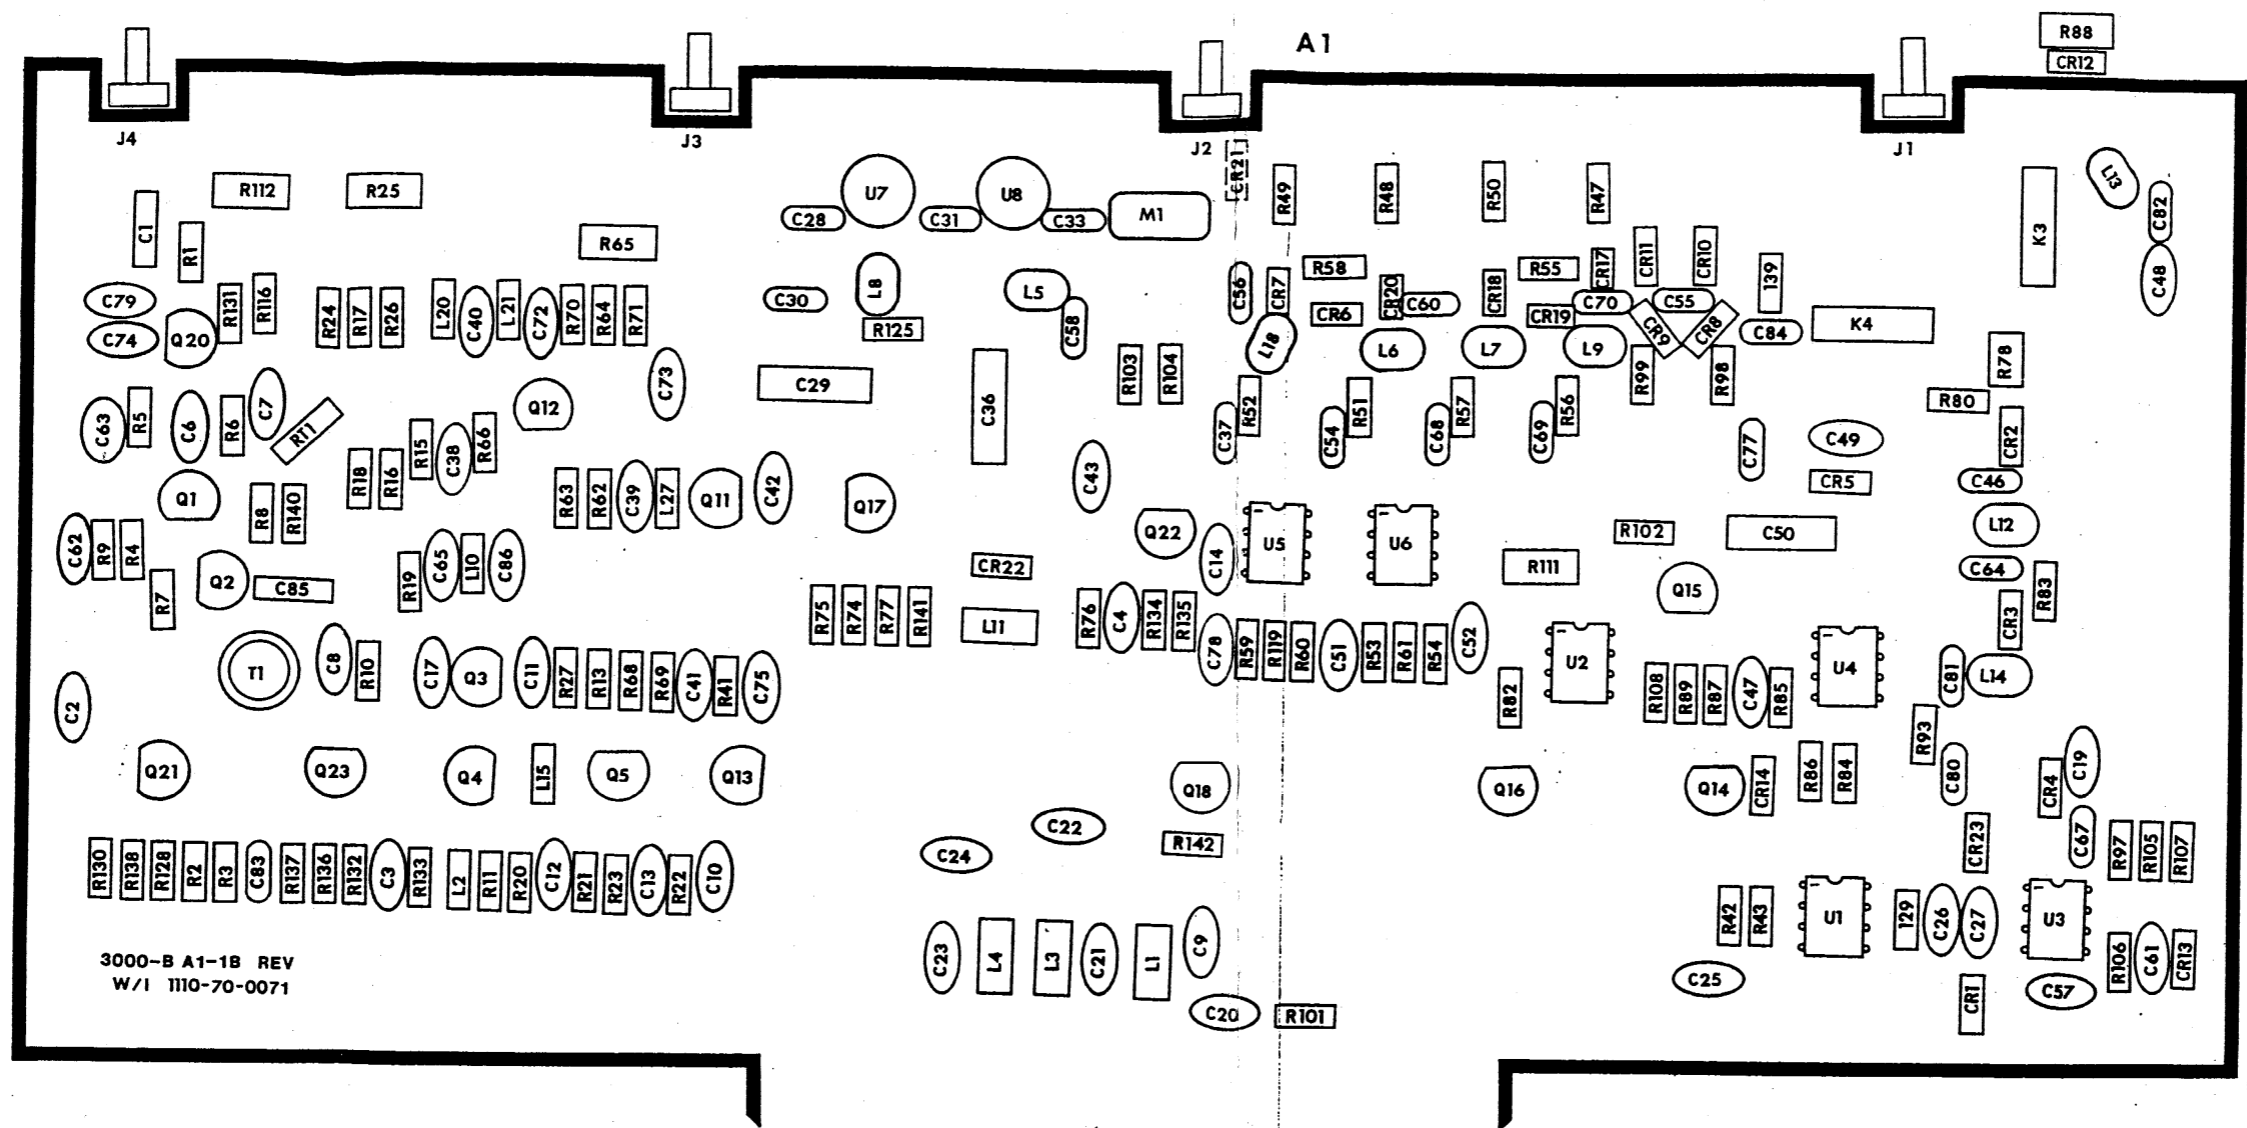 A1
R88
CR12
J4
J3
J2
J1
CR21
R112
R25
U7
U8
M1
C28
C31
C33
R49
R48
R50
R47
K3
L13
C82
C1
R1
R65
CR11
CR10
R58
R55
CR17
139
C48
C79
R131
R116
L20
L21
C30
L8
L5
C56
CR7
CR20
C60
CR18
C70
C55
C74
Q20
R24
R17
R26
C40
C72
R70
R64
R71
R125
C58
CR6
CR19
CR9
CR8
C84
K4
L18
L6
L7
L9
R78
C73
C29
C36
R103
R104
R99
R98
R80
C63
R5
C6
R6
C7
RT1
Q12
C37
R52
C54
R51
C68
R57
C69
R56
C77
C49
CR2
R15
C38
R66
Q1
R18
R16
C43
CR5
C46
R8
R140
R63
R62
C39
L27
Q11
C42
Q17
Q22
U5
U6
R102
C50
L12
C62
R9
R4
C14
Q2
C85
R19
C65
L10
C86
CR22
R111
C64
R7
Q15
R83
R75
R74
R77
R141
L11
R76
C4
R134
R135
CR3
T1
C8
R10
C17
Q3
C11
R27
R13
R68
R69
C41
R41
C75
C78
R59
R119
R60
C51
R53
R61
R54
C52
U2
U4
C81
L14
C2
R82
R108
R89
R87
C47
R85
R93
Q21
Q23
Q4
L15
Q5
Q13
Q18
Q16
Q14
CR14
R86
R84
C80
CR4
C19
C22
C24
R142
CR23
C67
R97
R105
R107
R130
R138
R128
R2
R3
C83
R137
R136
R132
C3
R133
L2
R11
R20
C12
R21
R23
C13
R22
C10
R42
R43
U1
129
C26
C27
U3
C23
L4
L3
C21
L1
C9
3000-B A1-1B REV
W/I 1110-70-0071
C25
R106
C61
CR13
C57
CR1
C20
R101